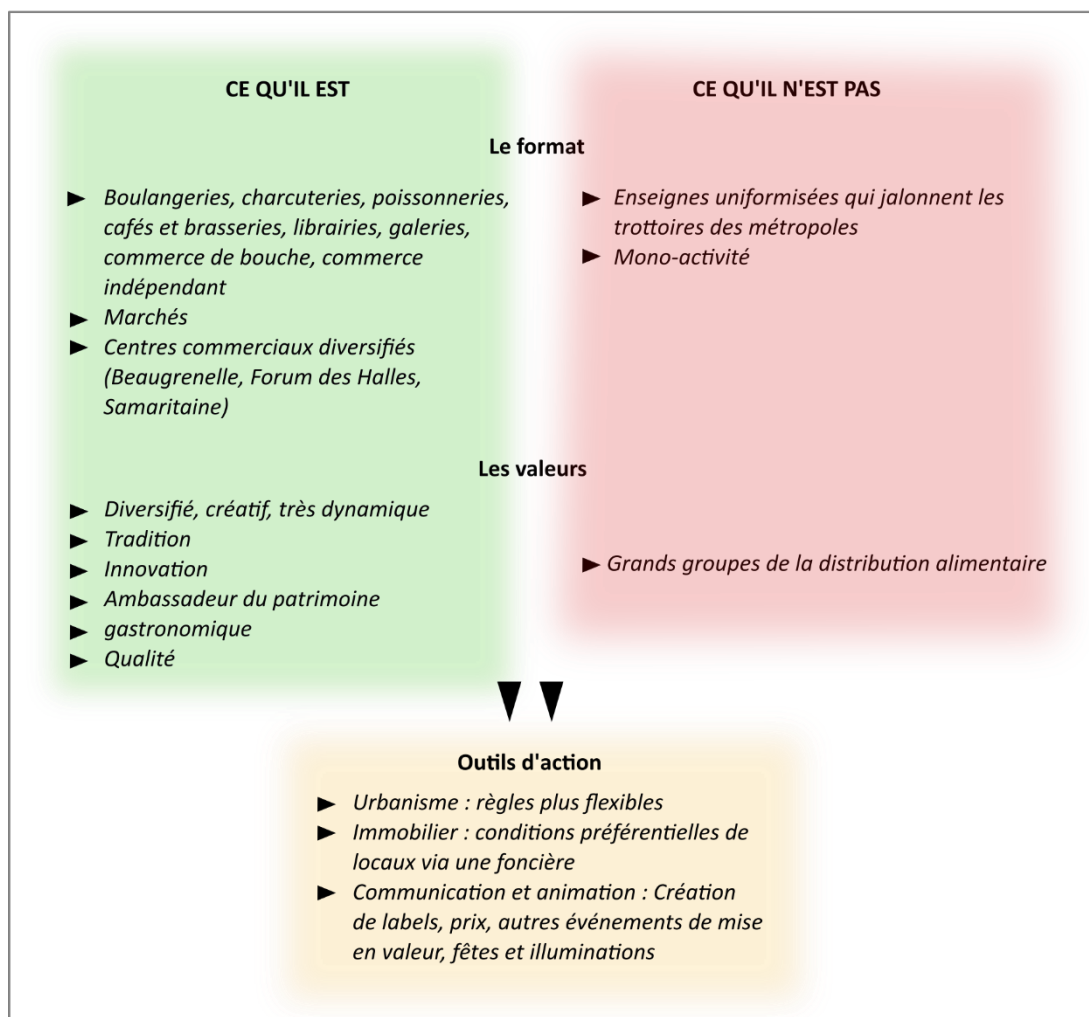 CE QU'IL EST
CE QU'IL N'EST PAS
Le format
► Boulangeries, charcuteries, poissonneries,
cafés et brasseries, librairies, galeries,
commerce de bouche, commerce
indépendant
► Marchés
► Centres commerciaux diversifiés
(Beaugrenelle, Forum des Halles,
Samaritaine)
► Enseignes uniformisées qui jalonnent les
trottoires des métropoles
► Mono-activité
Les valeurs
► Diversifié, créatif, très dynamique
► Tradition
► Innovation
► Ambassadeur du patrimoine
► gastronomique
► Qualité
► Grands groupes de la distribution alimentaire
Outils d'action
► Urbanisme : règles plus flexibles
► Immobilier : conditions préférentielles de
locaux via une foncière
► Communication et animation : Création
de labels, prix, autres événements de mise
en valeur, fêtes et illuminations